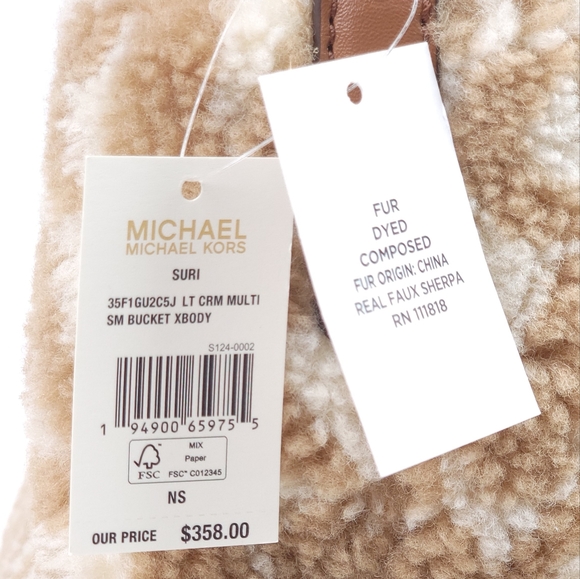 MICHAEL
MICHAEL KORS
SURI
35F1GU2C5J LT CRM MULTI
SM BUCKET XBODY
S124-0002
1 94900 65975 5
FSC
MIX
Paper
FSC® C012345
NS
OUR PRICE $358.00
FUR
DYED
COMPOSED
FUR ORIGIN: CHINA
REAL FAUX SHERPA
RN 111818